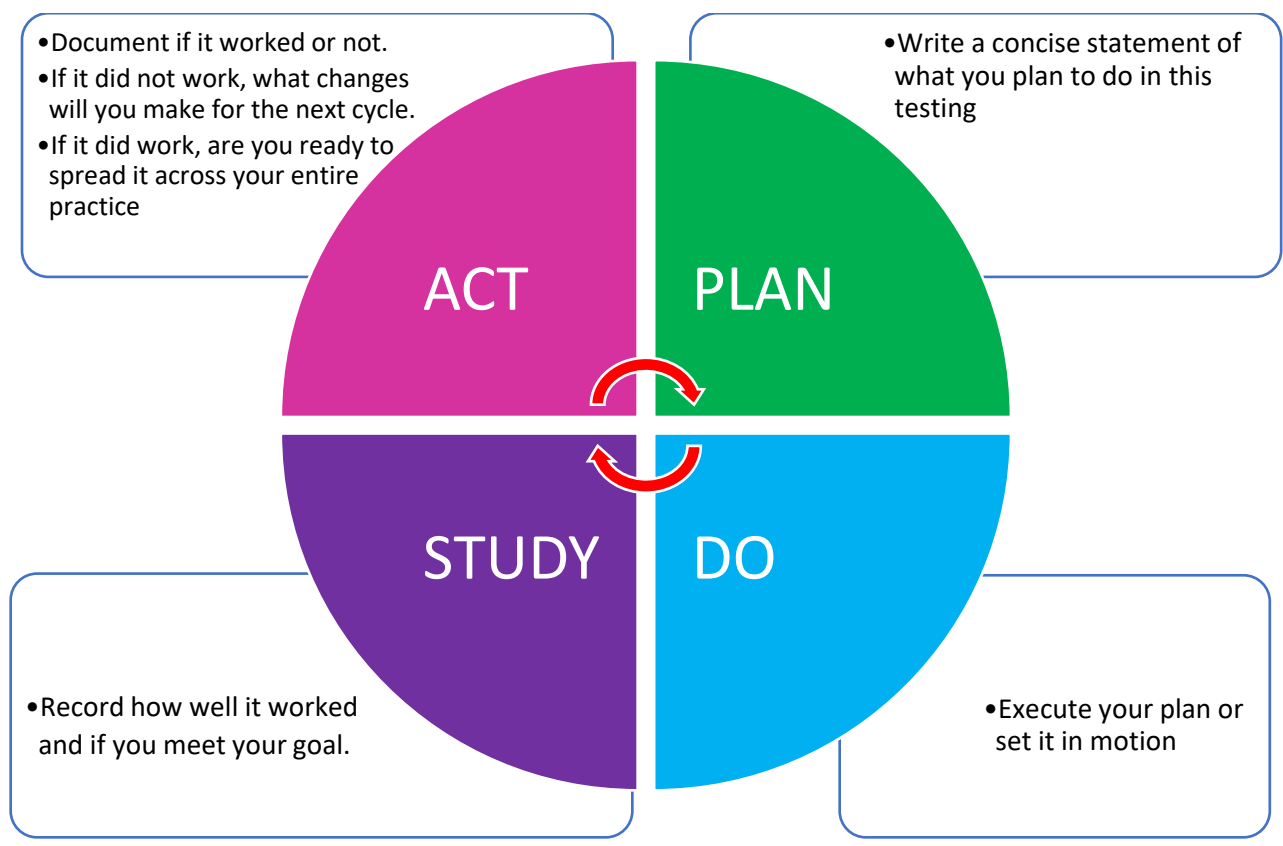 •Document if it worked or not.
•If it did not work, what changes
will you make for the next cycle.
•If it did work, are you ready to
spread it across your entire
practice
•Write a concise statement of
what you plan to do in this
testing
ACT
PLAN
STUDY
DO
•Record how well it worked
and if you meet your goal.
•Execute your plan or
set it in motion